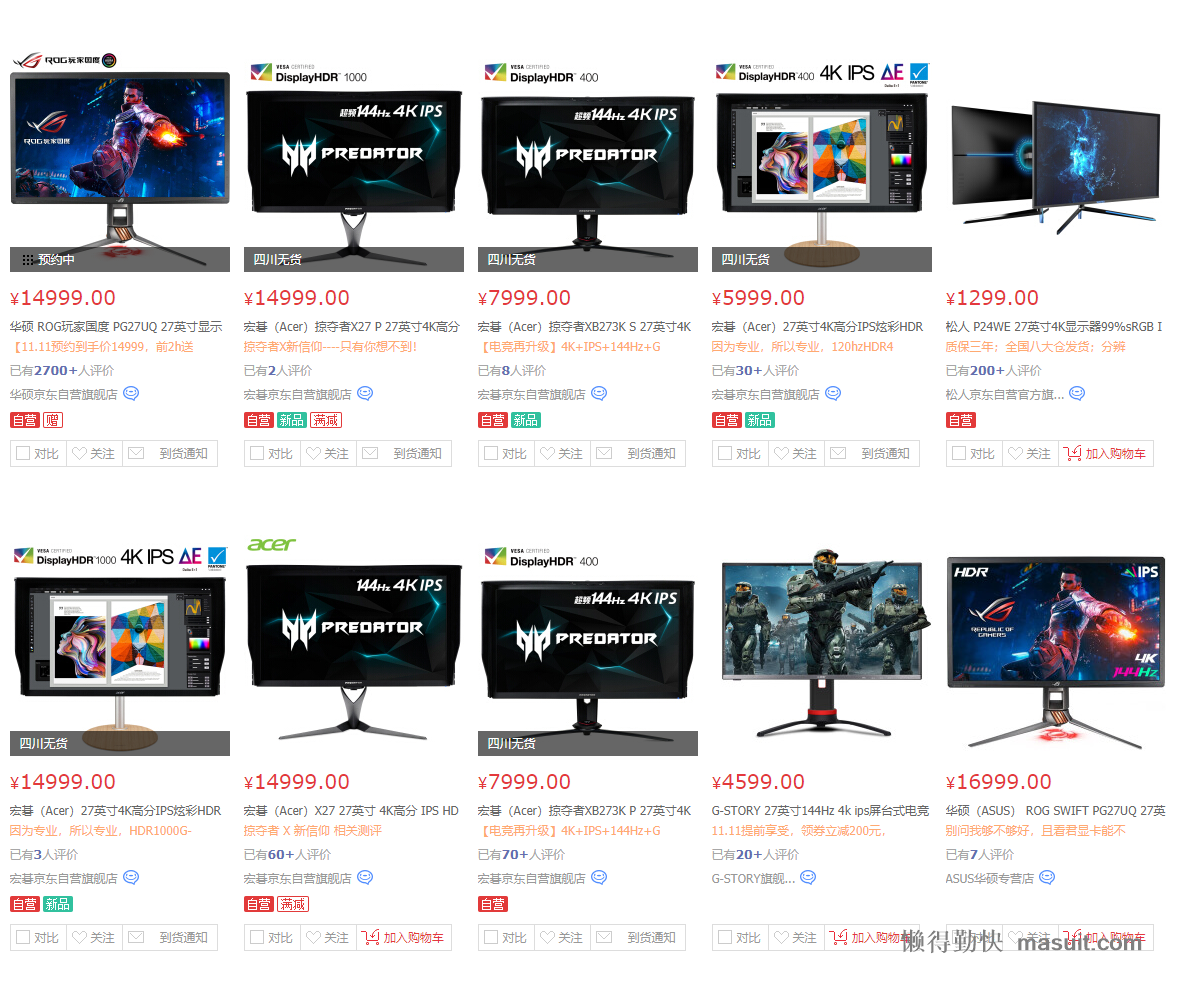 ROG玩家国度
ROG玩家国度
预约中
¥14999.00
华硕 ROG玩家国度 PG27UQ 27英寸显示
【11.11预约到手价14999，前2h送
已有2700+人评价
华硕京东自营旗舰店
自营 赠
对比 关注 到货通知
VESA CERTIFIED
DisplayHDR 1000
超频144Hz 4K IPS
PREDATOR
四川无货
¥14999.00
宏碁（Acer）掠夺者X27 P 27英寸4K高分
掠夺者X新信仰----只有你想不到！
已有2人评价
宏碁京东自营旗舰店
自营 新品 满减
对比 关注 到货通知
VESA CERTIFIED
DisplayHDR 400
超频144Hz 4K IPS
PREDATOR
四川无货
¥7999.00
宏碁（Acer）掠夺者XB273K S 27英寸4K
【电竞再升级】4K+IPS+144Hz+G
已有8人评价
宏碁京东自营旗舰店
自营 新品
对比 关注 到货通知
VESA CERTIFIED
DisplayHDR 400 4K IPS ΔE
PANTONE
四川无货
¥5999.00
宏碁（Acer）27英寸4K高分IPS炫彩HDR
因为专业，所以专业，120hzHDR4
已有30+人评价
宏碁京东自营旗舰店
自营 新品
对比 关注 到货通知
¥1299.00
松人 P24WE 27英寸4K显示器99%sRGB I
质保三年；全国八大仓发货；分辨
已有200+人评价
松人京东自营官方旗...
自营
对比 关注 加入购物车
VESA CERTIFIED
DisplayHDR 1000 4K IPS ΔE
PANTONE
四川无货
¥14999.00
宏碁（Acer）27英寸4K高分IPS炫彩HDR
因为专业，所以专业，HDR1000G-
已有3人评价
宏碁京东自营旗舰店
自营 新品
对比 关注 到货通知
acer
144Hz 4K IPS
PREDATOR
¥14999.00
宏碁（Acer）X27 27英寸 4K高分 IPS HD
掠夺者 X 新信仰 相关测评
已有60+人评价
宏碁京东自营旗舰店
自营 满减
对比 关注 加入购物车
VESA CERTIFIED
DisplayHDR 400
超频144Hz 4K IPS
PREDATOR
四川无货
¥7999.00
宏碁（Acer）掠夺者XB273K P 27英寸4K
【电竞再升级】4K+IPS+144Hz+G
已有70+人评价
宏碁京东自营旗舰店
自营
对比 关注 到货通知
¥4599.00
G-STORY 27英寸144Hz 4k ips屏台式电竞
11.11提前享受，领券立减200元，
已有20+人评价
G-STORY旗舰...
对比 关注 加入购物车
HDR IPS
REPUBLIC OF
GAMERS
4K
144Hz
¥16999.00
华硕（ASUS） ROG SWIFT PG27UQ 27英
别问我够不够好，且看君显卡能不
已有7人评价
ASUS华硕专营店
对比 关注 加入购物车
懒得勤快 masuit.com